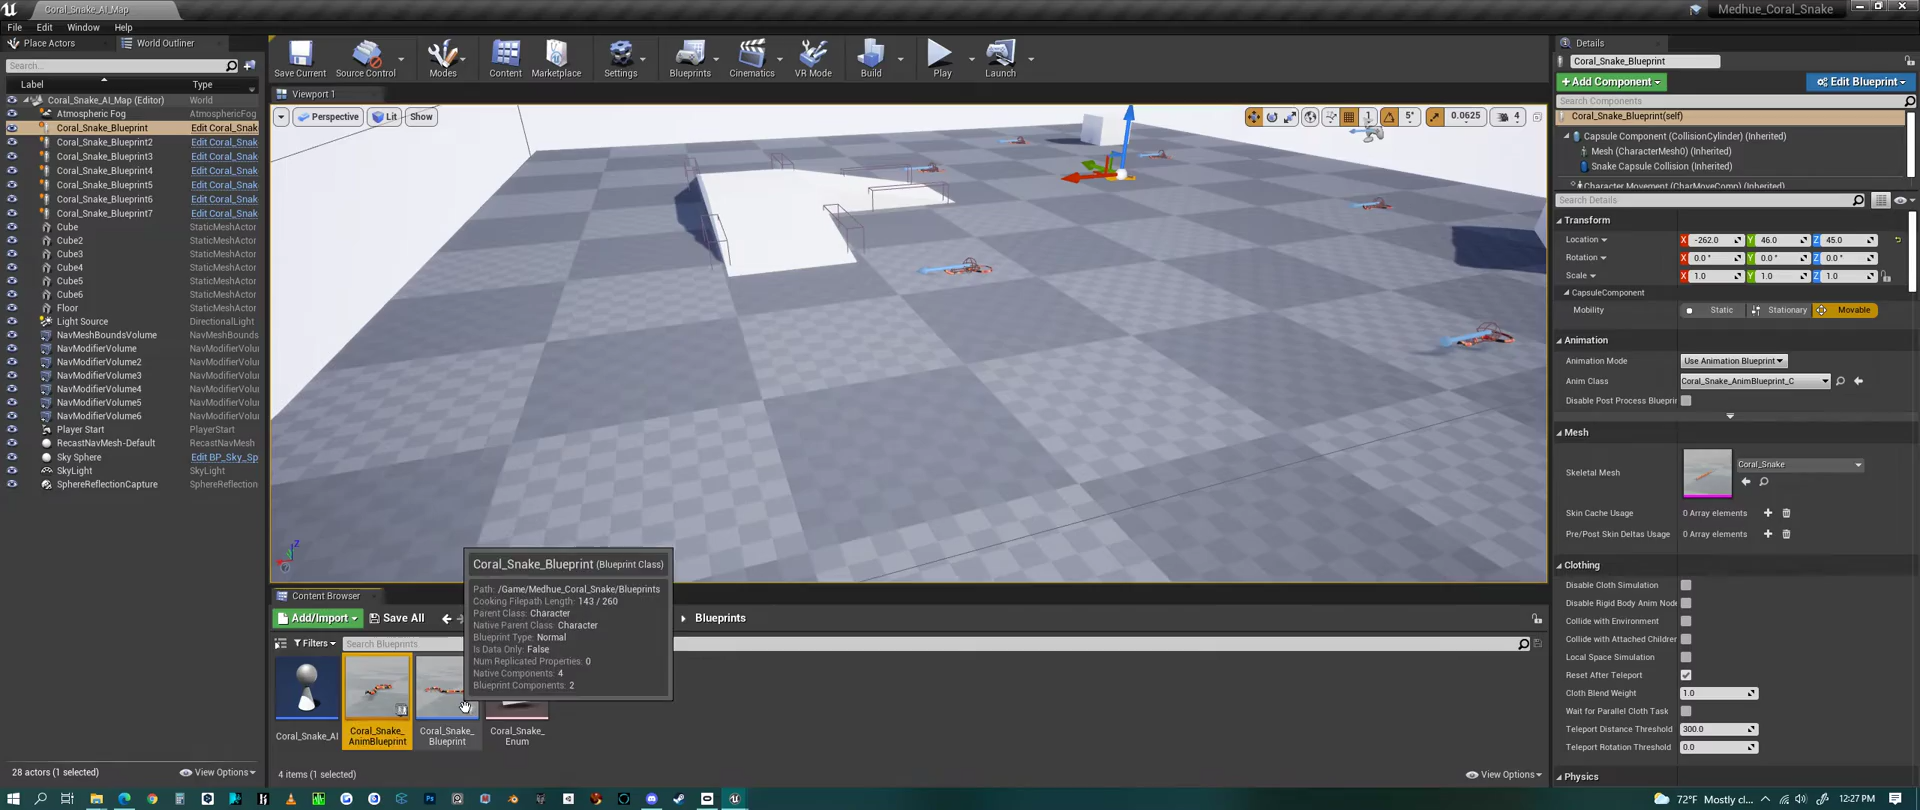 Coral_Snake_AI_Map
Medhue_Coral_Snake
File Edit Window Help
Place Actors World Outliner
Search...
Label Type
Coral_Snake_AI_Map (Editor) World
Atmospheric Fog AtmosphericFog
Coral_Snake_Blueprint Edit Coral_Snak
Coral_Snake_Blueprint2 Edit Coral_Snak
Coral_Snake_Blueprint3 Edit Coral_Snak
Coral_Snake_Blueprint4 Edit Coral_Snak
Coral_Snake_Blueprint5 Edit Coral_Snak
Coral_Snake_Blueprint6 Edit Coral_Snak
Coral_Snake_Blueprint7 Edit Coral_Snak
Cube StaticMeshActor
Cube2 StaticMeshActor
Cube3 StaticMeshActor
Cube4 StaticMeshActor
Cube5 StaticMeshActor
Cube6 StaticMeshActor
Floor StaticMeshActor
Light Source DirectionalLight
NavMeshBoundsVolume NavMeshBounds
NavModifierVolume NavModifierVolu
NavModifierVolume2 NavModifierVolu
NavModifierVolume3 NavModifierVolu
NavModifierVolume4 NavModifierVolu
NavModifierVolume5 NavModifierVolu
NavModifierVolume6 NavModifierVolu
Player Start PlayerStart
RecastNavMesh-Default RecastNavMesh
Sky Sphere Edit BP_Sky_Sp
SkyLight SkyLight
SphereReflectionCapture SphereReflection
28 actors (1 selected) View Options
Save Current Source Control Modes Content Marketplace Settings Blueprints Cinematics VR Mode Build Play Launch
Viewport 1
Perspective Lit Show
1 5° 0.0625 4
Z
Coral_Snake_Blueprint (Blueprint Class)
Path: /Game/Medhue_Coral_Snake/Blueprints
Cooking Filepath Length: 143 / 260
Parent Class: Character
Native Parent Class: Character
Blueprint Type: Normal
Is Data Only: False
Num Replicated Properties: 0
Native Components: 4
Blueprint Components: 2
Content Browser
Add/Import Save All Blueprints
Filters Search Blueprints
Coral_Snake_AI
Coral_Snake_
AnimBlueprint
Coral_Snake_
Blueprint
Coral_Snake_
Enum
4 items (1 selected) View Options
Details
Coral_Snake_Blueprint
+Add Component Edit Blueprint
Search Components
Coral_Snake_Blueprint(self)
Capsule Component (CollisionCylinder) (Inherited)
Mesh (CharacterMesh0) (Inherited)
Snake Capsule Collision (Inherited)
Character Movement (CharMoveComp) (Inherited)
Search Details
Transform
Location X -262.0 Y 46.0 Z 45.0
Rotation X 0.0 ° Y 0.0 ° Z 0.0 °
Scale X 1.0 Y 1.0 Z 1.0
CapsuleComponent
Mobility Static Stationary Movable
Animation
Animation Mode Use Animation Blueprint
Anim Class Coral_Snake_AnimBlueprint_C
Disable Post Process Blueprin
Mesh
Skeletal Mesh Coral_Snake
Skin Cache Usage 0 Array elements
Pre/Post Skin Deltas Usage 0 Array elements
Clothing
Disable Cloth Simulation
Disable Rigid Body Anim Node
Collide with Environment
Collide with Attached Children
Local Space Simulation
Reset After Teleport
Cloth Blend Weight 1.0
Wait for Parallel Cloth Task
Teleport Distance Threshold 300.0
Teleport Rotation Threshold 0.0
Physics
72°F Mostly cl... 12:27 PM